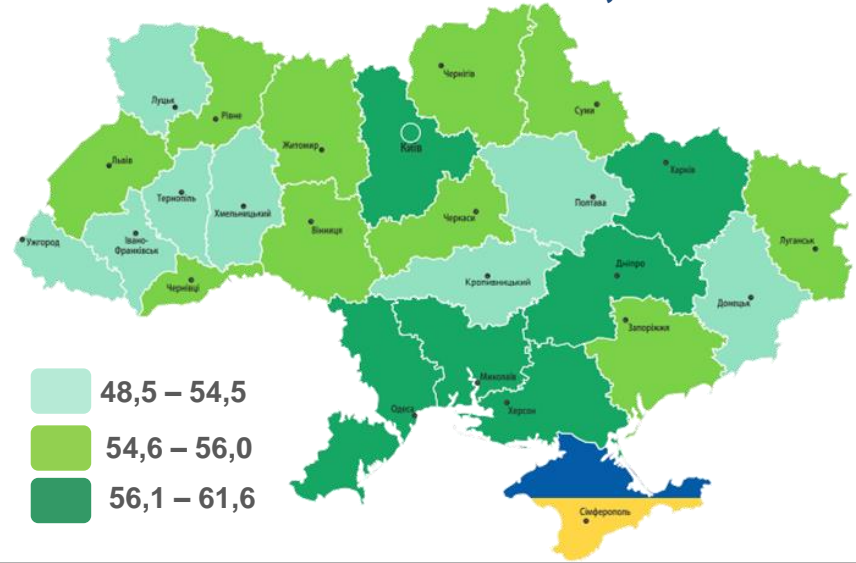 Чернігів
Луцьк
Рівне
Суми
Житомир
Київ
Львів
Харків
Тернопіль
Хмельницький
Полтава
Черкаси
Вінниця
Ужгород
Івано-
Франківськ
Луганськ
Чернівці
Кропивницький
Дніпро
Донецьк
Запоріжжя
Миколаїв
Одеса
Херсон
48,5 – 54,5
54,6 – 56,0
56,1 – 61,6
Сімферополь